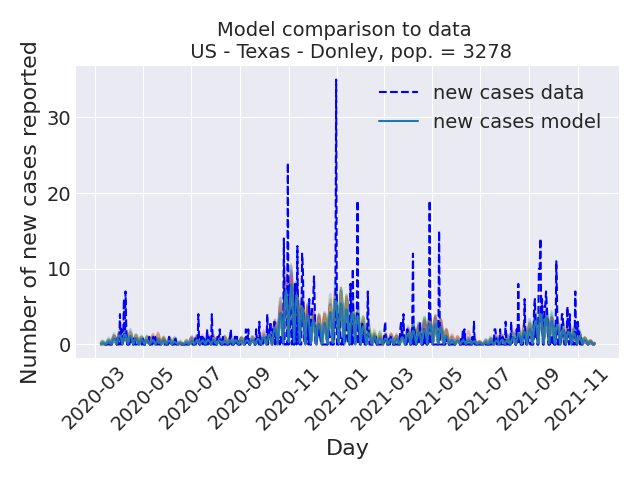 Model comparison to data
US - Texas - Donley, pop. = 3278
Number of new cases reported
30
20
10
0
new cases data
new cases model
2020-03
2020-05
2020-07
2020-09
2020-11
2021-01
2021-03
2021-05
2021-07
2021-09
2021-11
Day